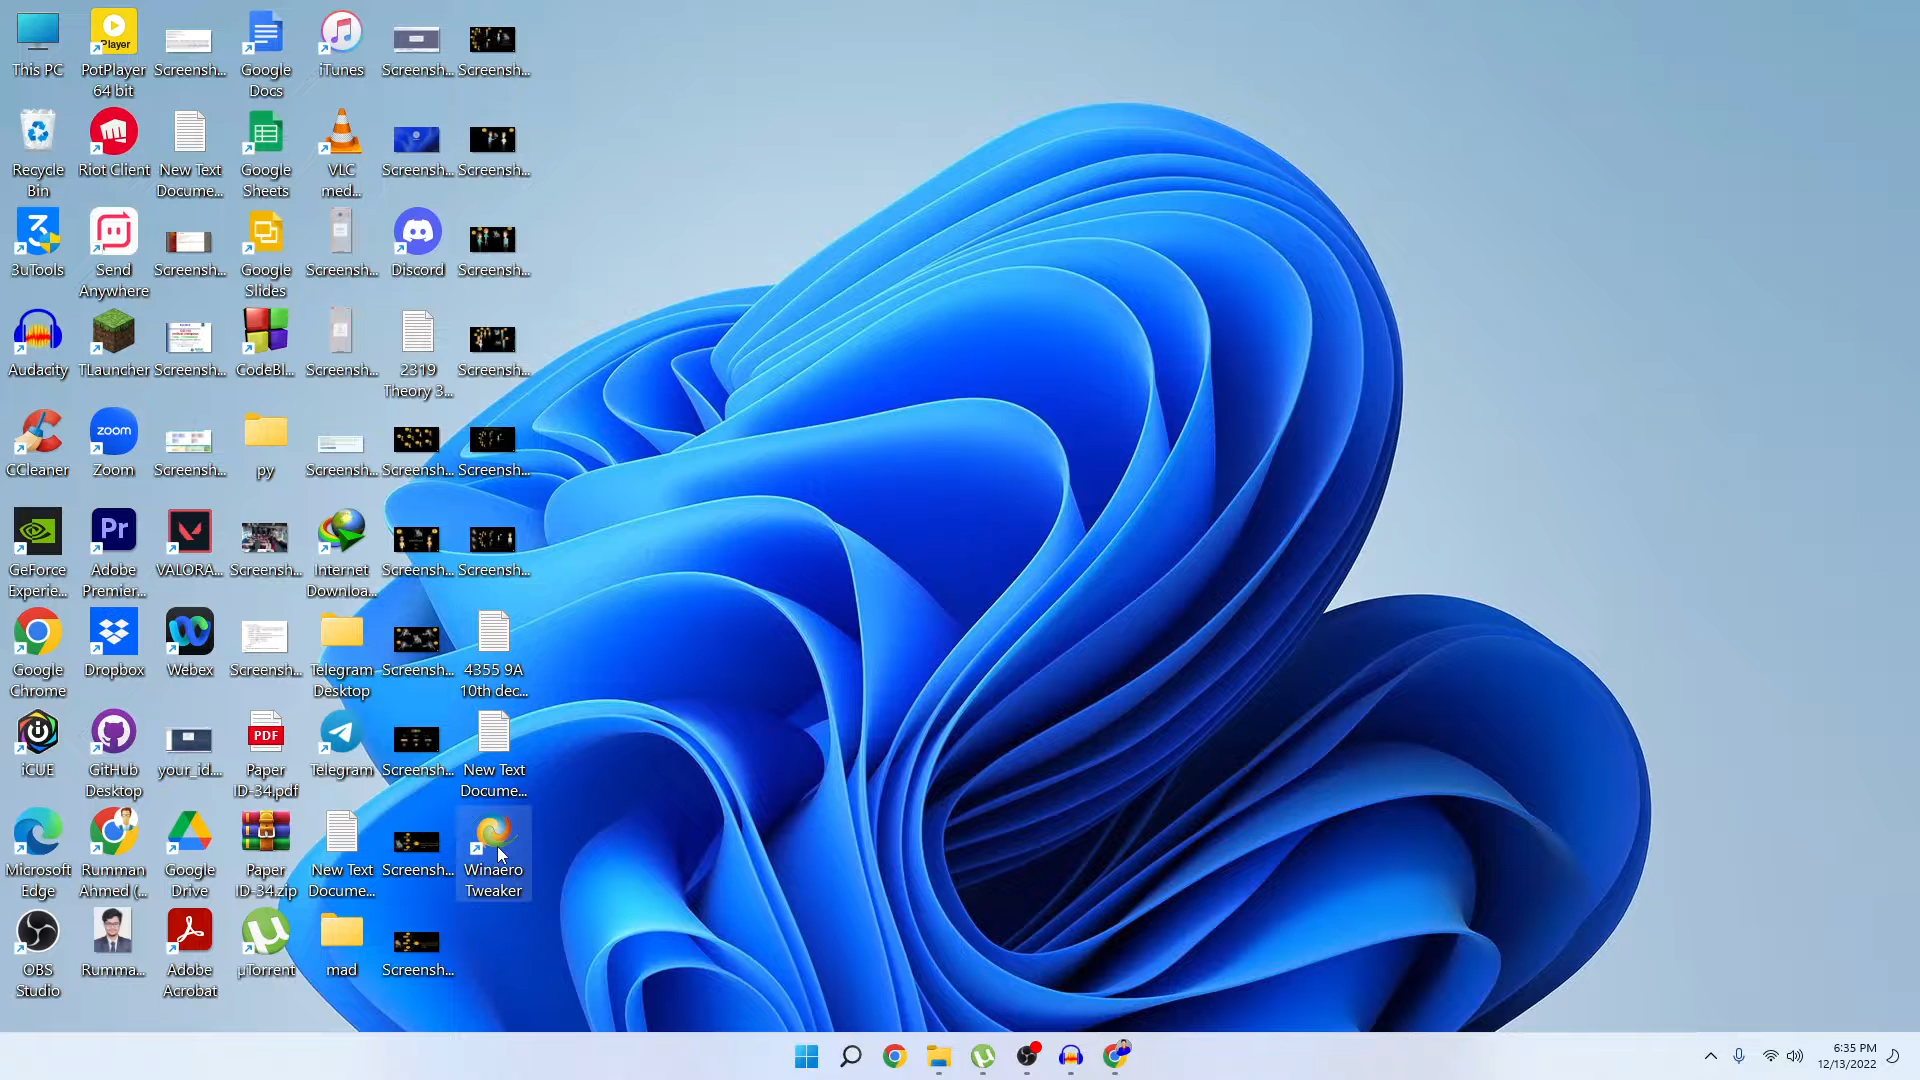 This PC
PotPlayer
64 bit
Screensh...
Google
Docs
iTunes
Screensh...
Screensh...
Recycle
Bin
Riot Client
New Text
Docume...
Google
Sheets
VLC
med...
Screensh...
Screensh...
3uTools
Send
Anywhere
Screensh...
Google
Slides
Screensh...
Discord
Screensh...
Audacity
TLauncher
Screensh...
CodeBl...
Screensh...
2319
Theory 3...
Screensh...
CCleaner
zoom
Zoom
Screensh...
py
Screensh...
Screensh...
Screensh...
GeForce
Experie...
Pr
Adobe
Premier...
VALORA...
Screensh...
Internet
Downloa...
Screensh...
Screensh...
Google
Chrome
Dropbox
Webex
Screensh...
Telegram
Desktop
Screensh...
4355 9A
10th dec...
iCUE
GitHub
Desktop
your_id....
PDF
Paper
ID-34.pdf
Telegram
Screensh...
New Text
Docume...
Microsoft
Edge
Rumman
Ahmed (...
Google
Drive
Paper
ID-34.zip
New Text
Docume...
Screensh...
Winaero
Tweaker
OBS
Studio
Rumma...
Adobe
Acrobat
µTorrent
mad
Screensh...
6:35 PM
12/13/2022